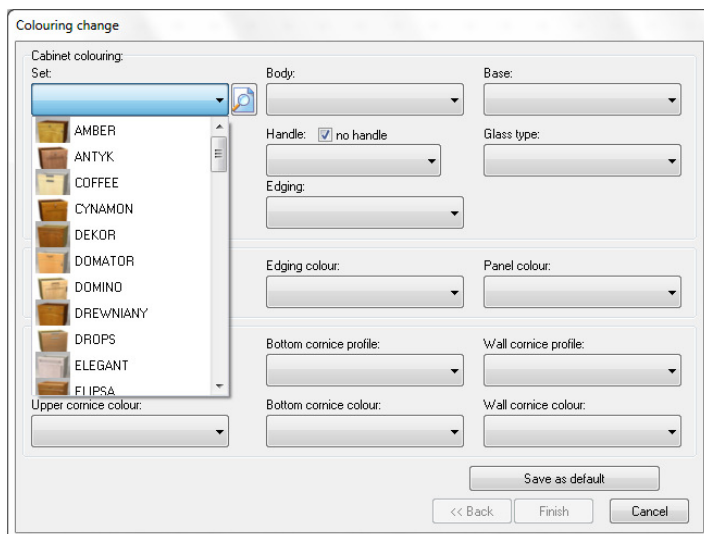 Colouring change
Cabinet colouring:
Set: Body: Base:
AMBER
ANTYK
COFFEE
CYNAMON
DEKOR
DOMATOR
DOMINO
DREWNIANY
DROPS
ELEGANT
ELIPSA
Handle: no handle Glass type:
Edging:
Edging colour: Panel colour:
Bottom cornice profile: Wall cornice profile:
Upper cornice colour: Bottom cornice colour: Wall cornice colour:
Save as default
<< Back Finish Cancel